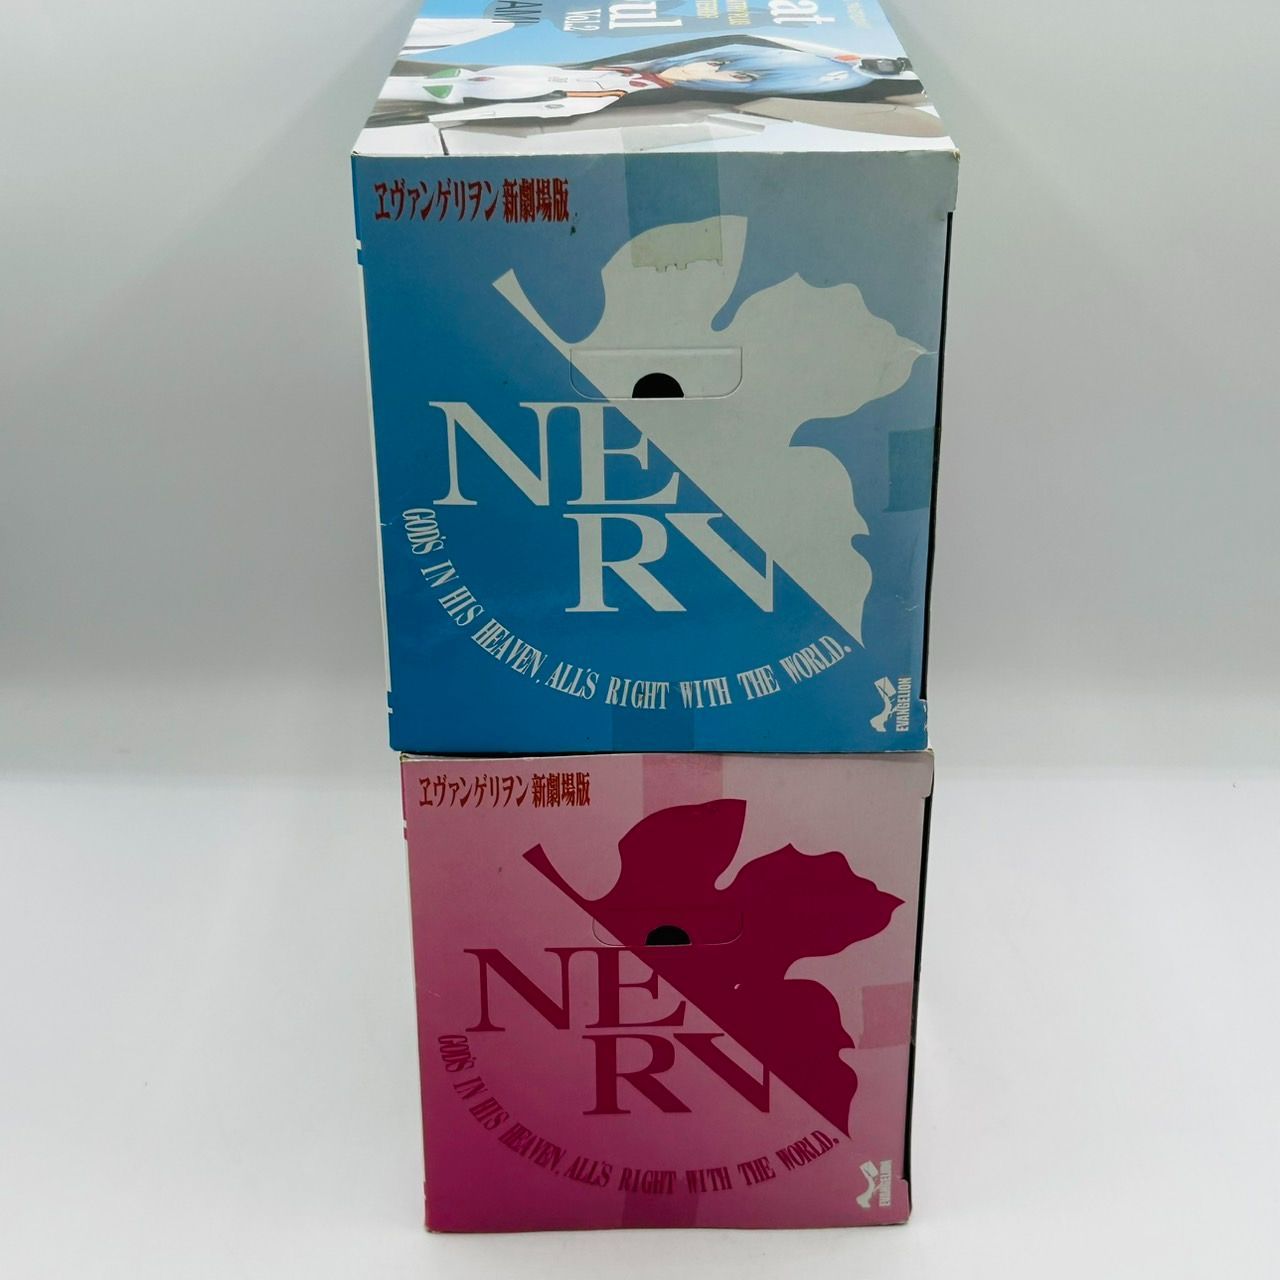 Vol.2
ヱヴァンゲリヲン新劇場版
NERV
GOD'S IN HIS HEAVEN, ALL'S RIGHT WITH THE WORLD.
EVANGELION
ヱヴァンゲリヲン新劇場版
NERV
GOD'S IN HIS HEAVEN, ALL'S RIGHT WITH THE WORLD.
EVANGELION